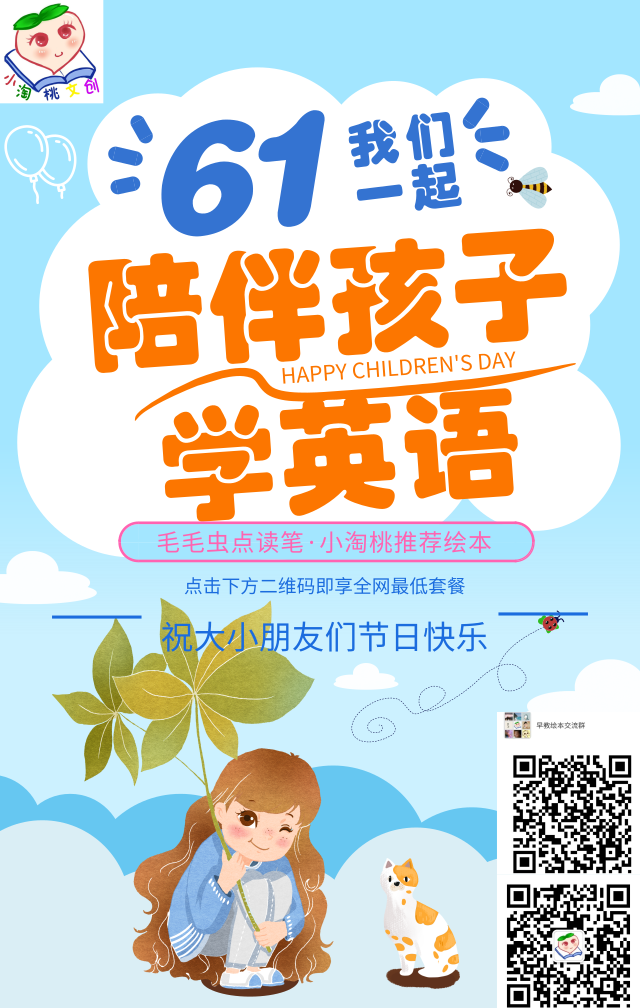 小淘桃文创
61
我们
一起
陪伴孩子
HAPPY CHILDREN'S DAY
学英语
毛毛虫点读笔·小淘桃推荐绘本
点击下方二维码即享全网最低套餐
祝大小朋友们节日快乐
早教绘本交流群